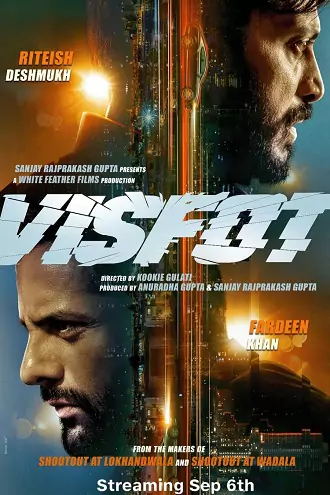 RITEISH
DESHMUKH
SANJAY RAJPRAKASH GUPTA PRESENTS
A WHITE FEATHER FILMS PRODUCTION
VISFOT
DIRECTED BY KOOKIE GULATI
PRODUCED BY ANURADHA GUPTA & SANJAY RAJPRKASH GUPTA
FARDEEN
KHAN
FROM THE MAKERS OF
SHOOTOUT AT LOKHANDWALA AND SHOOTOUT AT WADALA
Streaming Sep 6th